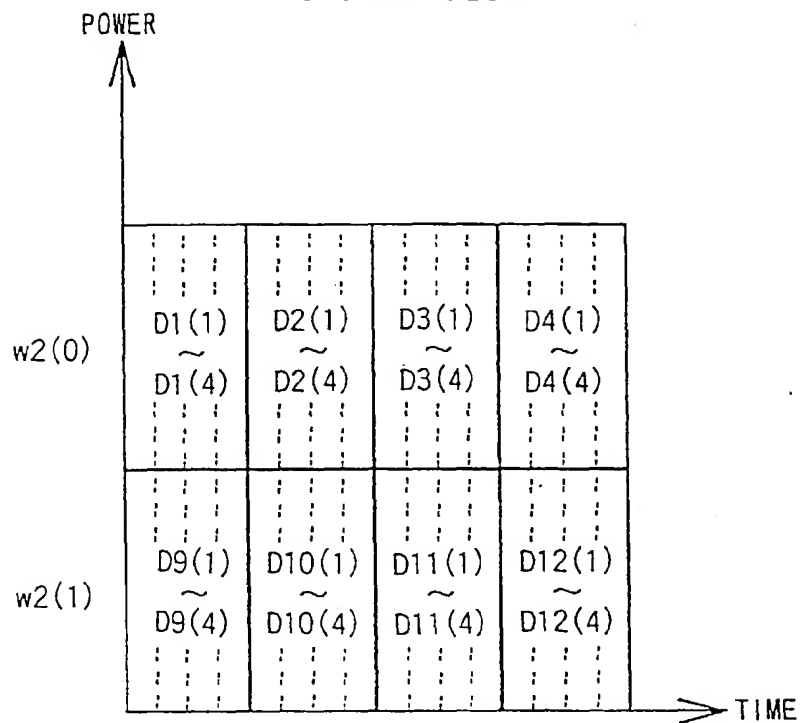 POWER
D1(1) D2(1) D3(1) D4(1)
w2(0) ~ ~ ~ ~
D1(4) D2(4) D3(4) D4(4)
D9(1) D10(1) D11(1) D12(1)
w2(1) ~ ~ ~ ~
D9(4) D10(4) D11(4) D12(4)
TIME